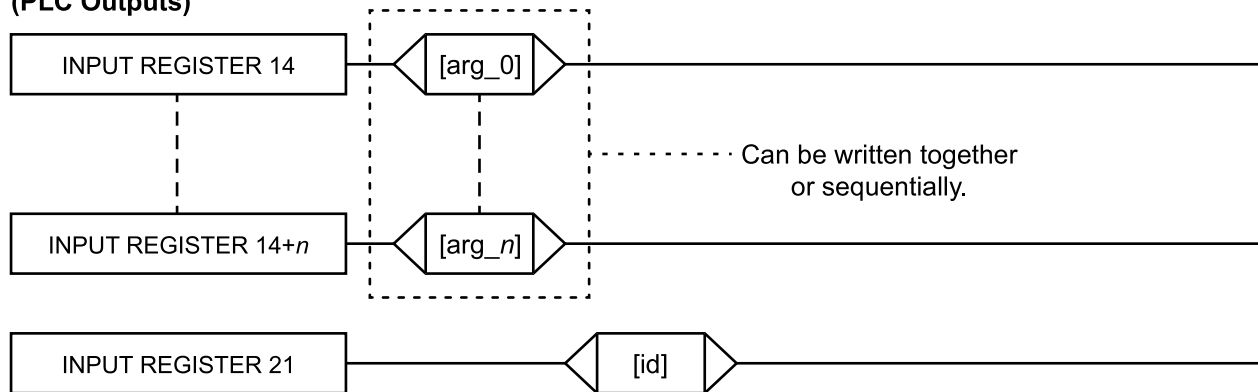 (PLC Outputs)
INPUT REGISTER 14
[arg_0]
Can be written together
or sequentially.
INPUT REGISTER 14+n
[arg_n]
INPUT REGISTER 21
[id]